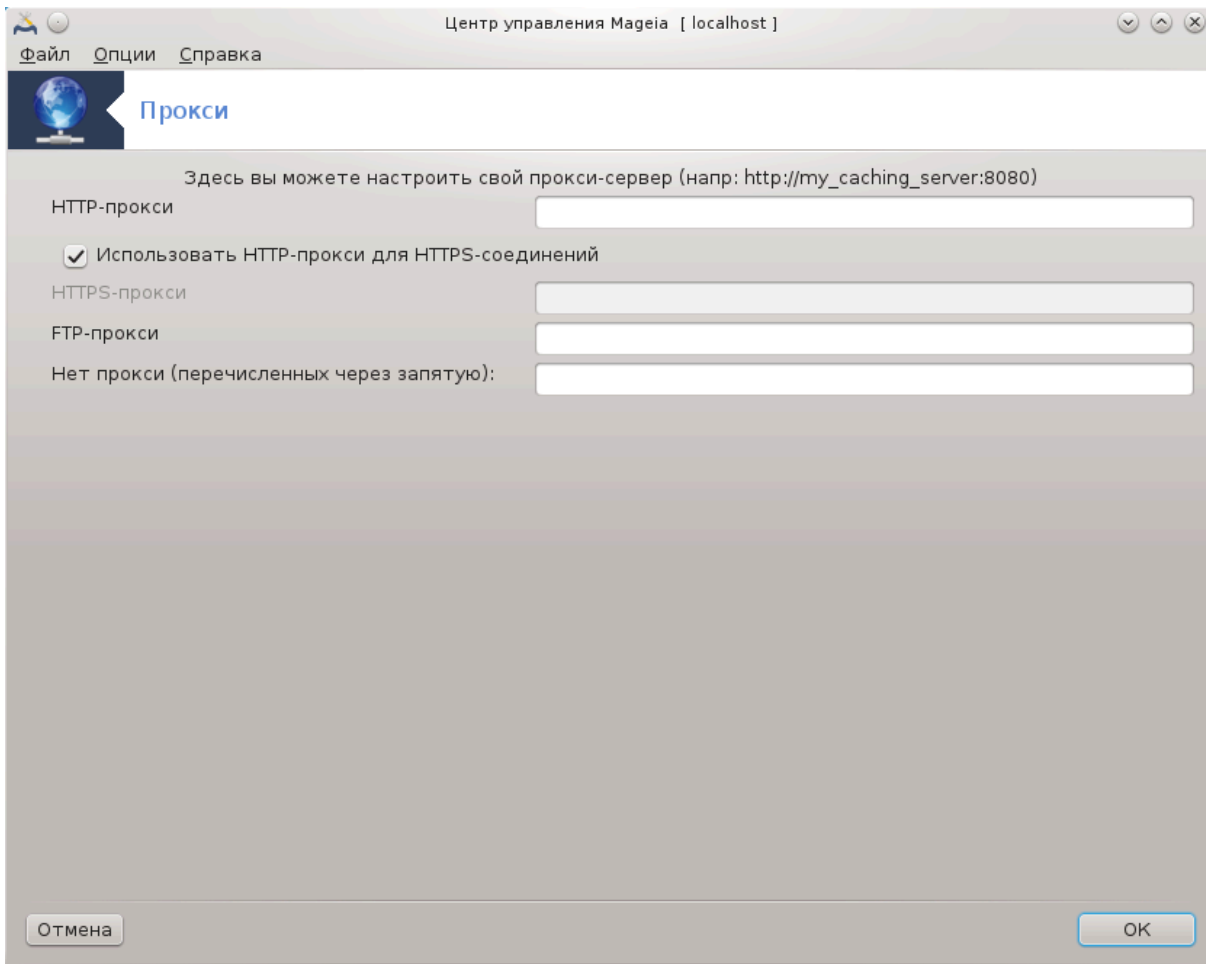 Центр управления Mageia [ localhost ]
Файл Опции Справка
Прокси
Здесь вы можете настроить свой прокси-сервер (напр: http://my_caching_server:8080)
HTTP-прокси
Использовать HTTP-прокси для HTTPS-соединений
HTTPS-прокси
FTP-прокси
Нет прокси (перечисленных через запятую):
Отмена
OK